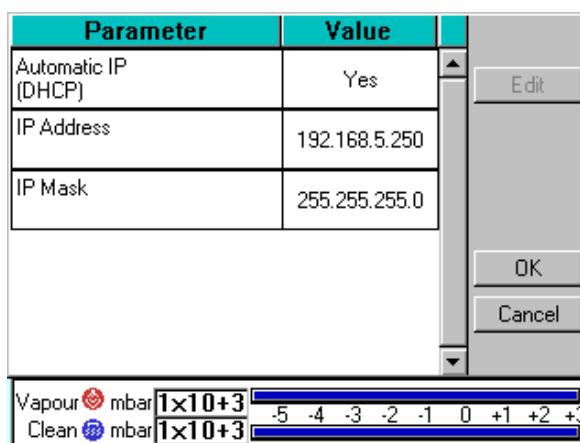 Parameter Value
Automatic IP
(DHCP) Yes
Edit
IP Address
192.168.5.250
IP Mask
255.255.255.0
OK
Cancel
Vapour mbar 1x10+3
-5 -4 -3 -2 -1 0 +1 +2 +3
Clean mbar 1x10+3